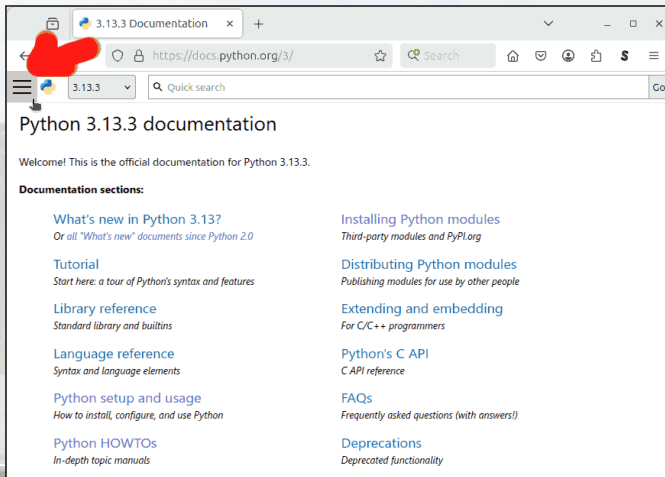 3.13.3 Documentation
https://docs.python.org/3/
Search
3.13.3
Quick search
Go
Python 3.13.3 documentation
Welcome! This is the official documentation for Python 3.13.3.
Documentation sections:
What's new in Python 3.13?
Or all "What's new" documents since Python 2.0
Tutorial
Start here: a tour of Python's syntax and features
Library reference
Standard library and builtins
Language reference
Syntax and language elements
Python setup and usage
How to install, configure, and use Python
Python HOWTOs
In-depth topic manuals
Installing Python modules
Third-party modules and PyPI.org
Distributing Python modules
Publishing modules for use by other people
Extending and embedding
For C/C++ programmers
Python's C API
C API reference
FAQs
Frequently asked questions (with answers!)
Deprecations
Deprecated functionality